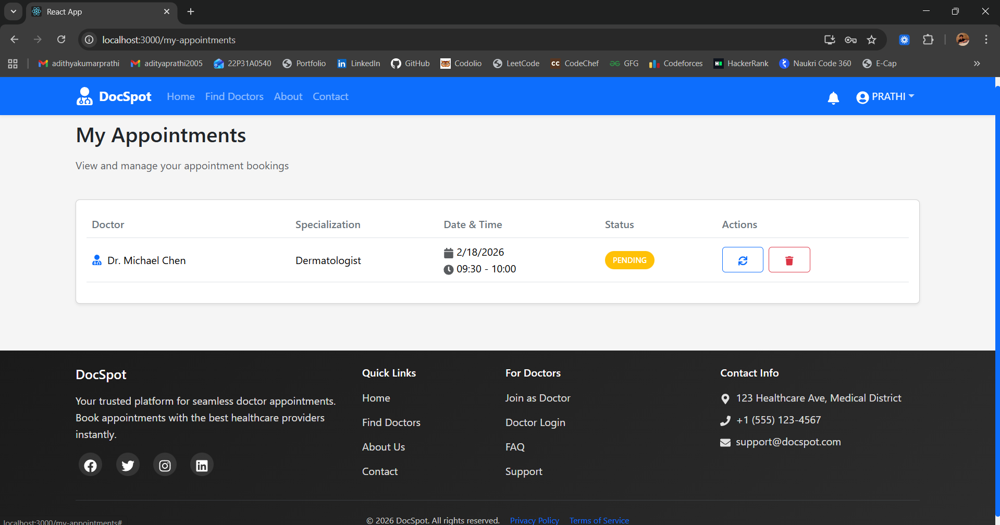 React App
localhost:3000/my-appointments
adithyakumarprathi
adityaprathi2005
22P31A0540
Portfolio
LinkedIn
GitHub
Codolio
LeetCode
CC CodeChef
GFG
Codeforces
HackerRank
Naukri Code 360
E-Cap
DocSpot
Home
Find Doctors
About
Contact
PRATHI
My Appointments
View and manage your appointment bookings
Doctor Specialization Date & Time Status Actions
Dr. Michael Chen Dermatologist
2/18/2026
09:30 - 10:00
PENDING
DocSpot
Your trusted platform for seamless doctor appointments.
Book appointments with the best healthcare providers
instantly.
Quick Links
Home
Find Doctors
About Us
Contact
For Doctors
Join as Doctor
Doctor Login
FAQ
Support
Contact Info
123 Healthcare Ave, Medical District
+1 (555) 123-4567
support@docspot.com
© 2026 DocSpot. All rights reserved. Privacy Policy Terms of Service
localhost:3000/my-appointments#